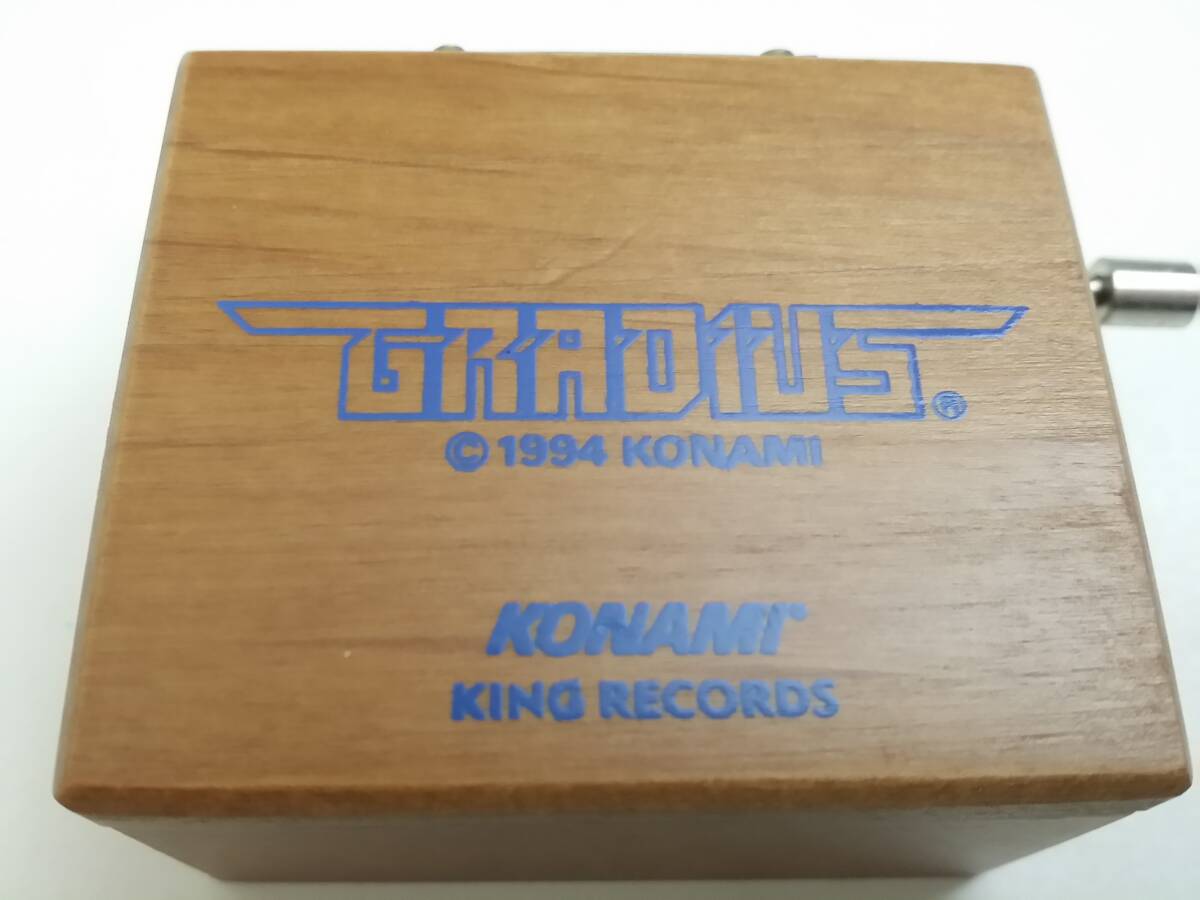 GRADIUS®
© 1994 KONAMI
KONAMI
KING RECORDS